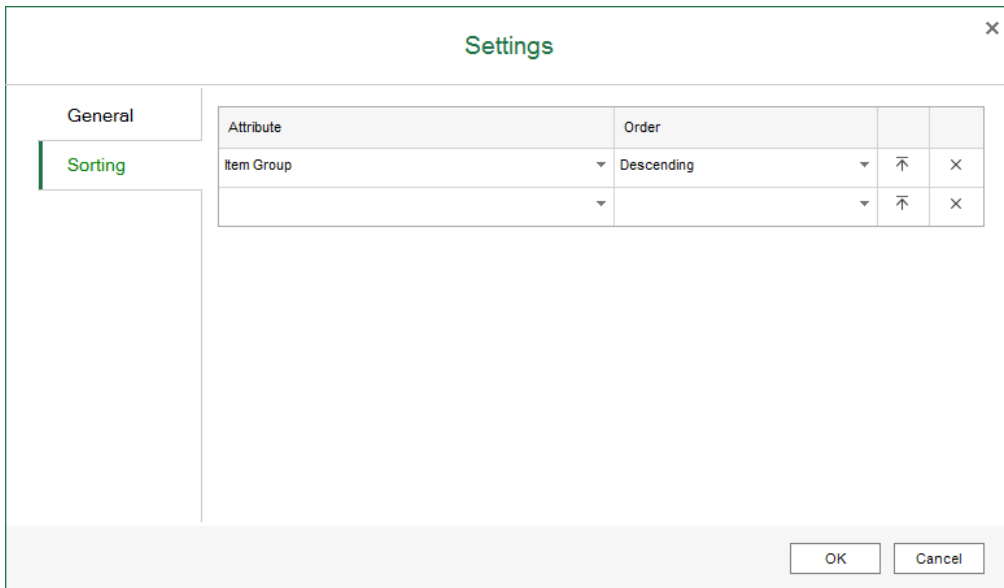 Settings
General
Sorting
Attribute Order
Item Group Descending
OK Cancel